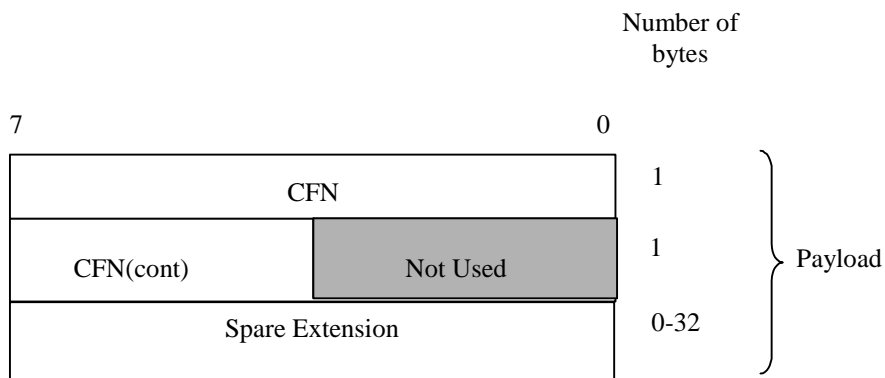 Number of
bytes
7 0
CFN 1
CFN(cont) Not Used 1
Payload
Spare Extension 0-32